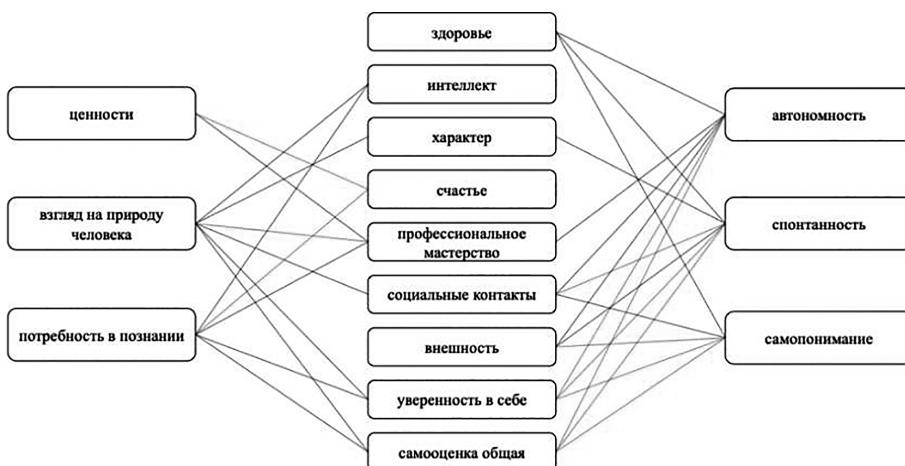 здоровье
интеллект
ценности
автономность
характер
счастье
взгляд на природу
человека
спонтанность
профессиональное
мастерство
социальные контакты
потребность в познании
внешность
самопонимание
уверенность в себе
самооценка общая